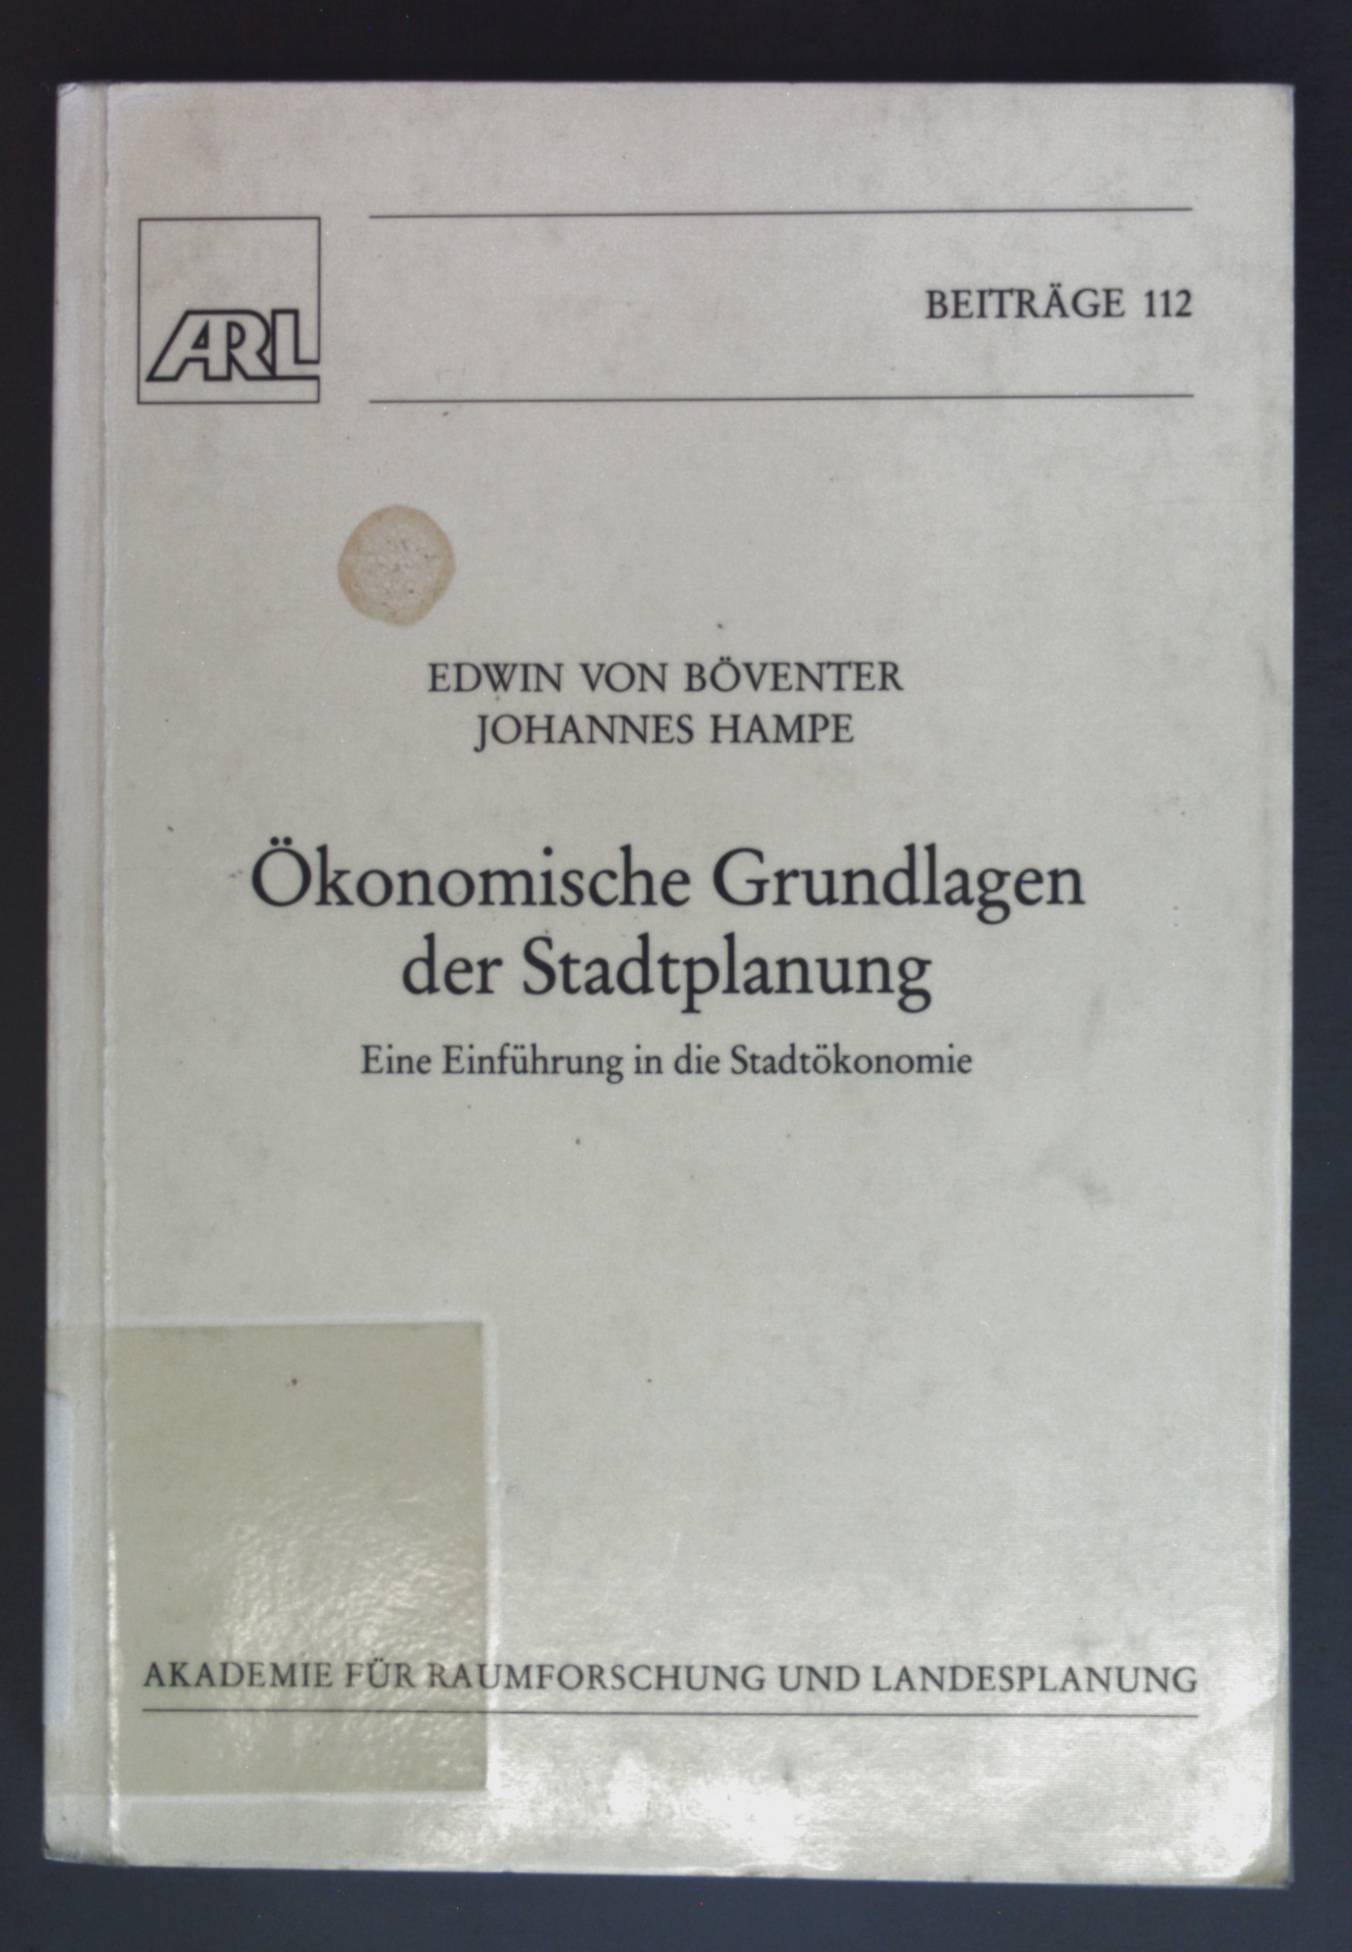 ARL
BEITRÄGE 112
EDWIN VON BÖVENTER
JOHANNES HAMPE
Ökonomische Grundlagen
der Stadtplanung
Eine Einführung in die Stadtökonomie
AKADEMIE FÜR RAUMFORSCHUNG UND LANDESPLANUNG